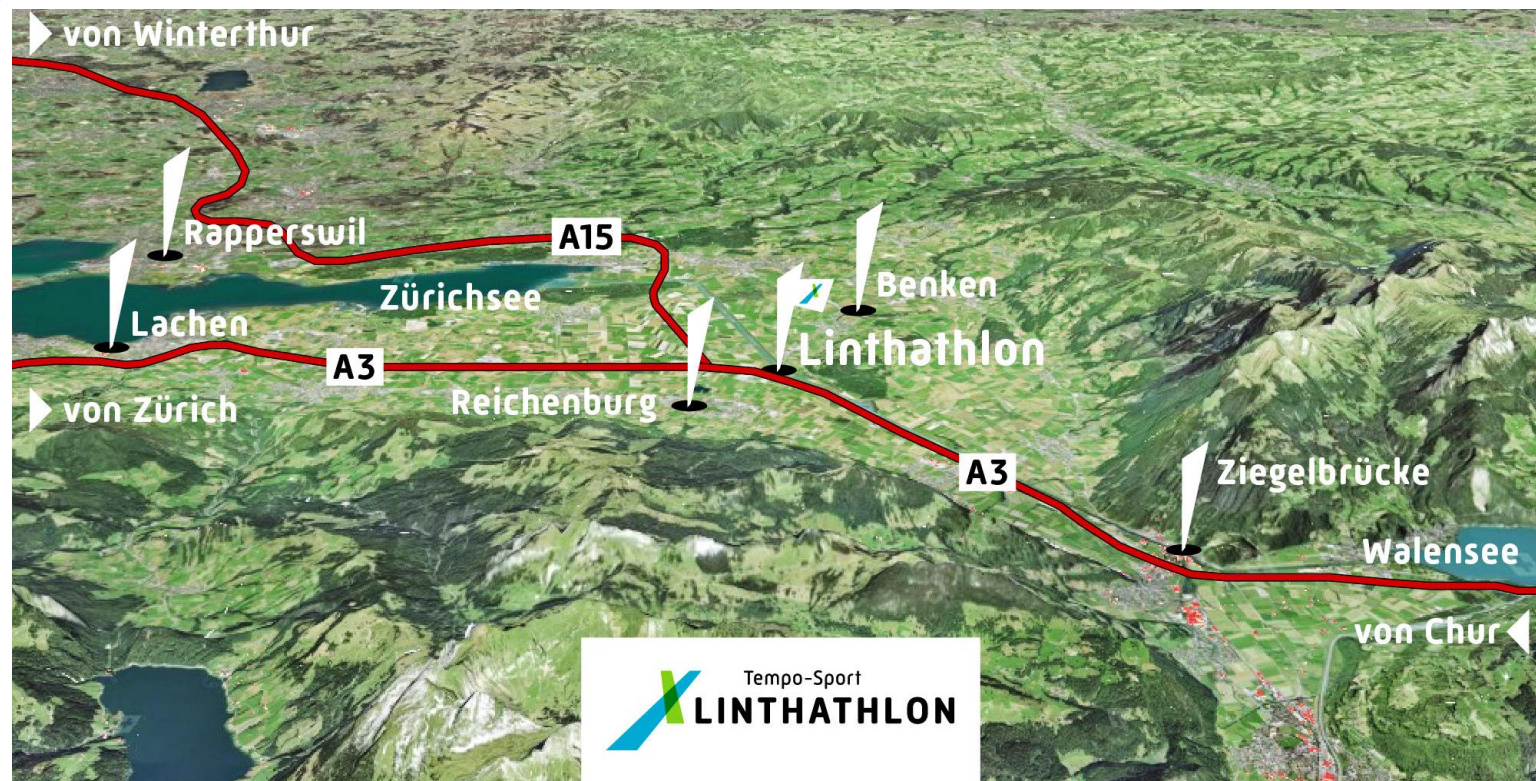 von Winterthur
Rapperswil
A15
Zürichsee
Benken
Lachen
Linthathlon
A3
Reichenburg
von Zürich
A3
Ziegelbrücke
Walensee
von Chur
Tempo-Sport
LINTHATHLON